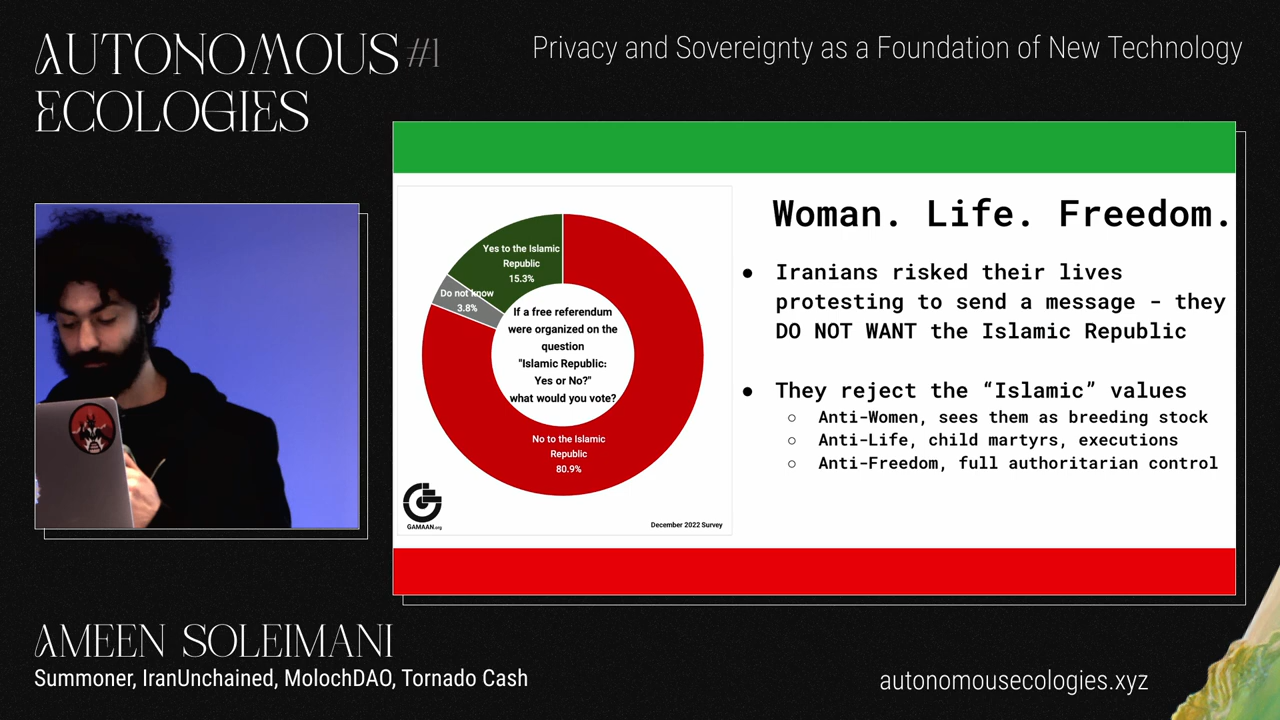 AUTONOMOUS #1
ECOLOGIES
Privacy and Sovereignty as a Foundation of New Technology
Yes to the Islamic
Republic
15.3%
Do not know
3.8%
If a free referendum
were organized on the
question
"Islamic Republic:
Yes or No?"
what would you vote?
No to the Islamic
Republic
80.9%
GAMAAN.org
December 2022 Survey
Woman. Life. Freedom.
● Iranians risked their lives
protesting to send a message - they
DO NOT WANT the Islamic Republic
● They reject the “Islamic” values
○ Anti-Women, sees them as breeding stock
○ Anti-Life, child martyrs, executions
○ Anti-Freedom, full authoritarian control
AMEEN SOLEIMANI
Summoner, IranUnchained, MolochDAO, Tornado Cash
autonomousecologies.xyz